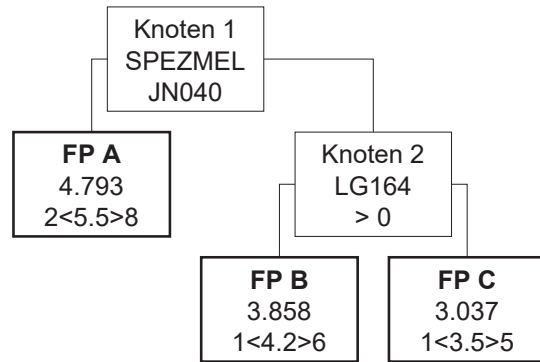 Knoten 1
SPEZMEL
JN040
FP A
4.793
2<5.5>8
Knoten 2
LG164
> 0
FP B
3.858
1<4.2>6
FP C
3.037
1<3.5>5